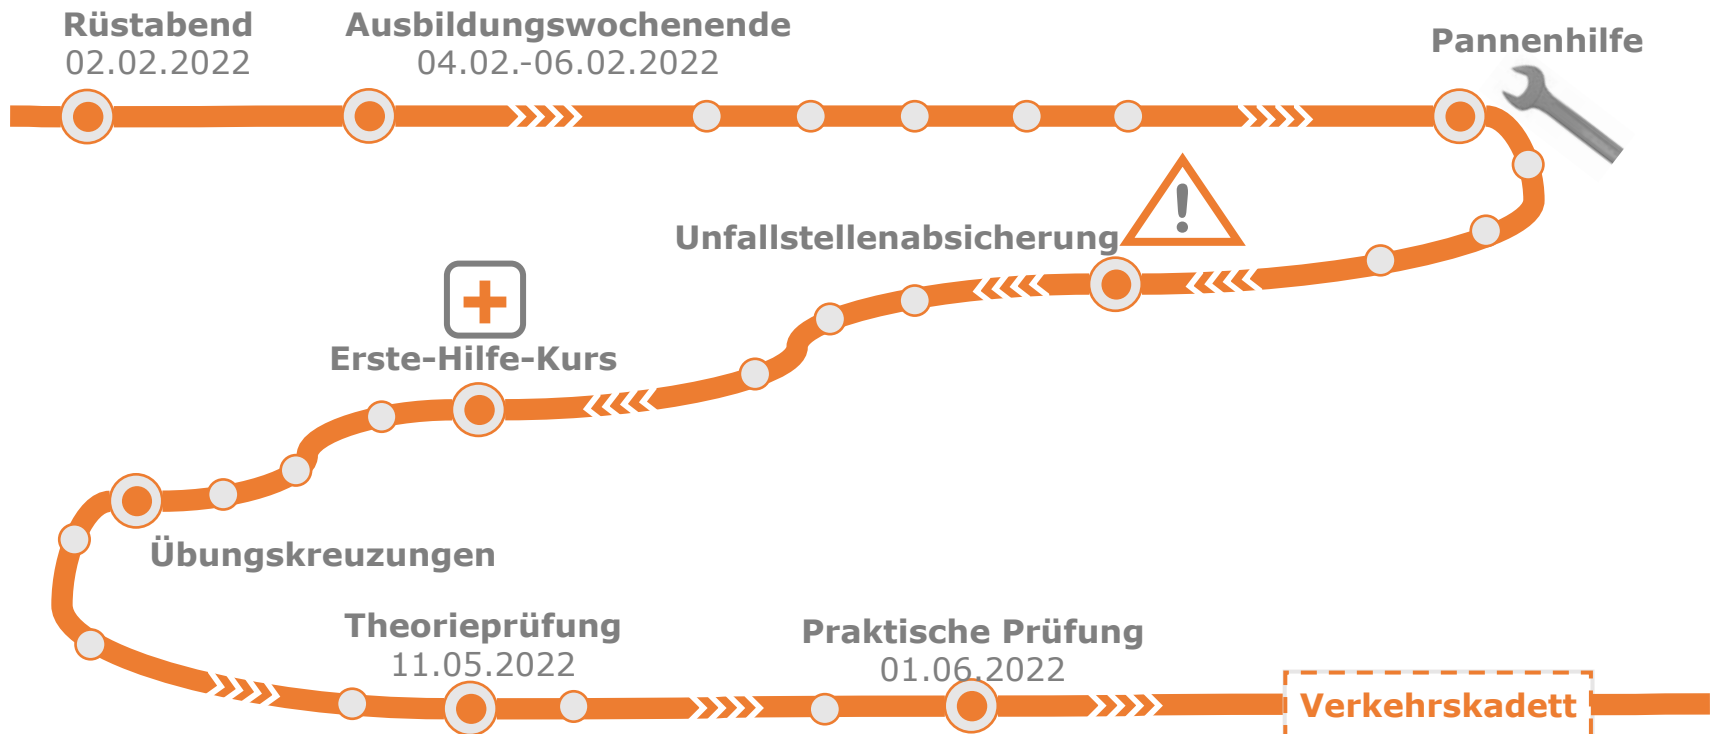 Rüstabend
02.02.2022
Ausbildungswochenende
04.02.-06.02.2022
Pannenhilfe
Unfallstellenabsicherung
!
Erste-Hilfe-Kurs
Übungskreuzungen
Theorieprüfung
11.05.2022
Praktische Prüfung
01.06.2022
Verkehrskadett